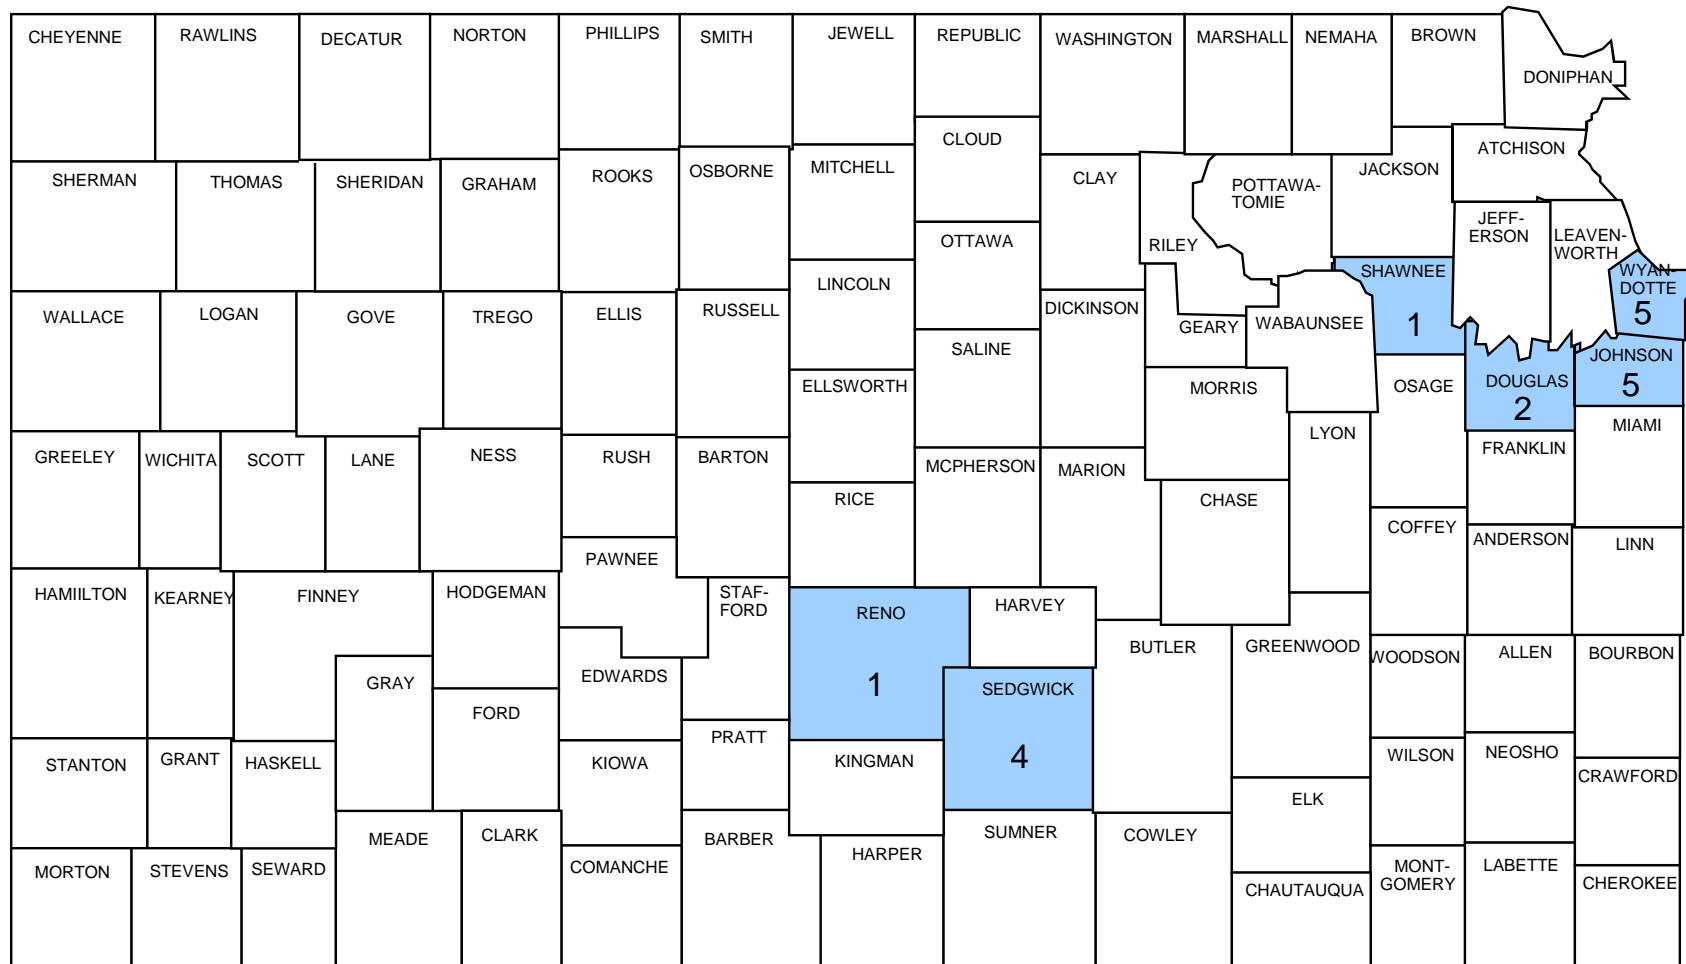 CHEYENNE
RAWLINS
DECATUR
NORTON
PHILLIPS
SMITH
JEWELL
REPUBLIC
WASHINGTON
MARSHALL
NEMAHA
BROWN
DONIPHAN
CLOUD
ATCHISON
SHERMAN
THOMAS
SHERIDAN
GRAHAM
ROOKS
OSBORNE
MITCHELL
CLAY
RILEY
POTTAWA-
TOMIE
JACKSON
JEFF-
ERSON
LEAVEN-
WORTH
OTTAWA
LINCOLN
SHAWNEE
1
WYAN-
DOTTE
5
WALLACE
LOGAN
GOVE
TREGO
ELLIS
RUSSELL
DICKINSON
GEARY
WABAUNSEE
SALINE
JOHNSON
5
ELLSWORTH
MORRIS
OSAGE
DOUGLAS
2
GREELEY
WICHITA
SCOTT
LANE
NESS
RUSH
BARTON
RICE
MCPHERSON
MARION
CHASE
LYON
FRANKLIN
MIAMI
COFFEY
ANDERSON
LINN
HAMIILTON
KEARNEY
FINNEY
HODGEMAN
PAWNEE
STAF-
FORD
RENO
1
HARVEY
BUTLER
GREENWOOD
WOODSON
ALLEN
BOURBON
GRAY
EDWARDS
FORD
SEDGWICK
4
STANTON
GRANT
HASKELL
KIOWA
PRATT
KINGMAN
WILSON
NEOSHO
CRAWFORD
ELK
MEADE
CLARK
BARBER
SUMNER
COWLEY
MORTON
STEVENS
SEWARD
COMANCHE
HARPER
CHAUTAUQUA
MONT-
GOMERY
LABETTE
CHEROKEE